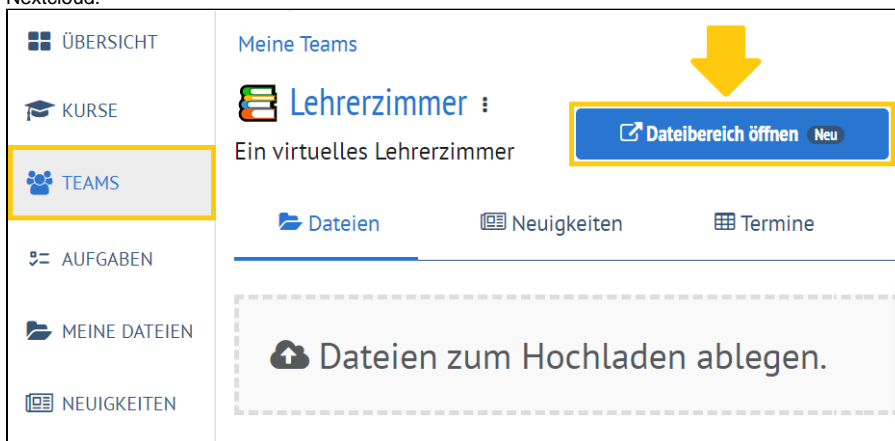 Nextcloud.
ÜBERSICHT
KURSE
TEAMS
AUFGABEN
MEINE DATEIEN
NEUIGKEITEN
Meine Teams
Lehrerzimmer
Ein virtuelles Lehrerzimmer
Dateibereich öffnen Neu
Dateien Neuigkeiten Termine
Dateien zum Hochladen ablegen.